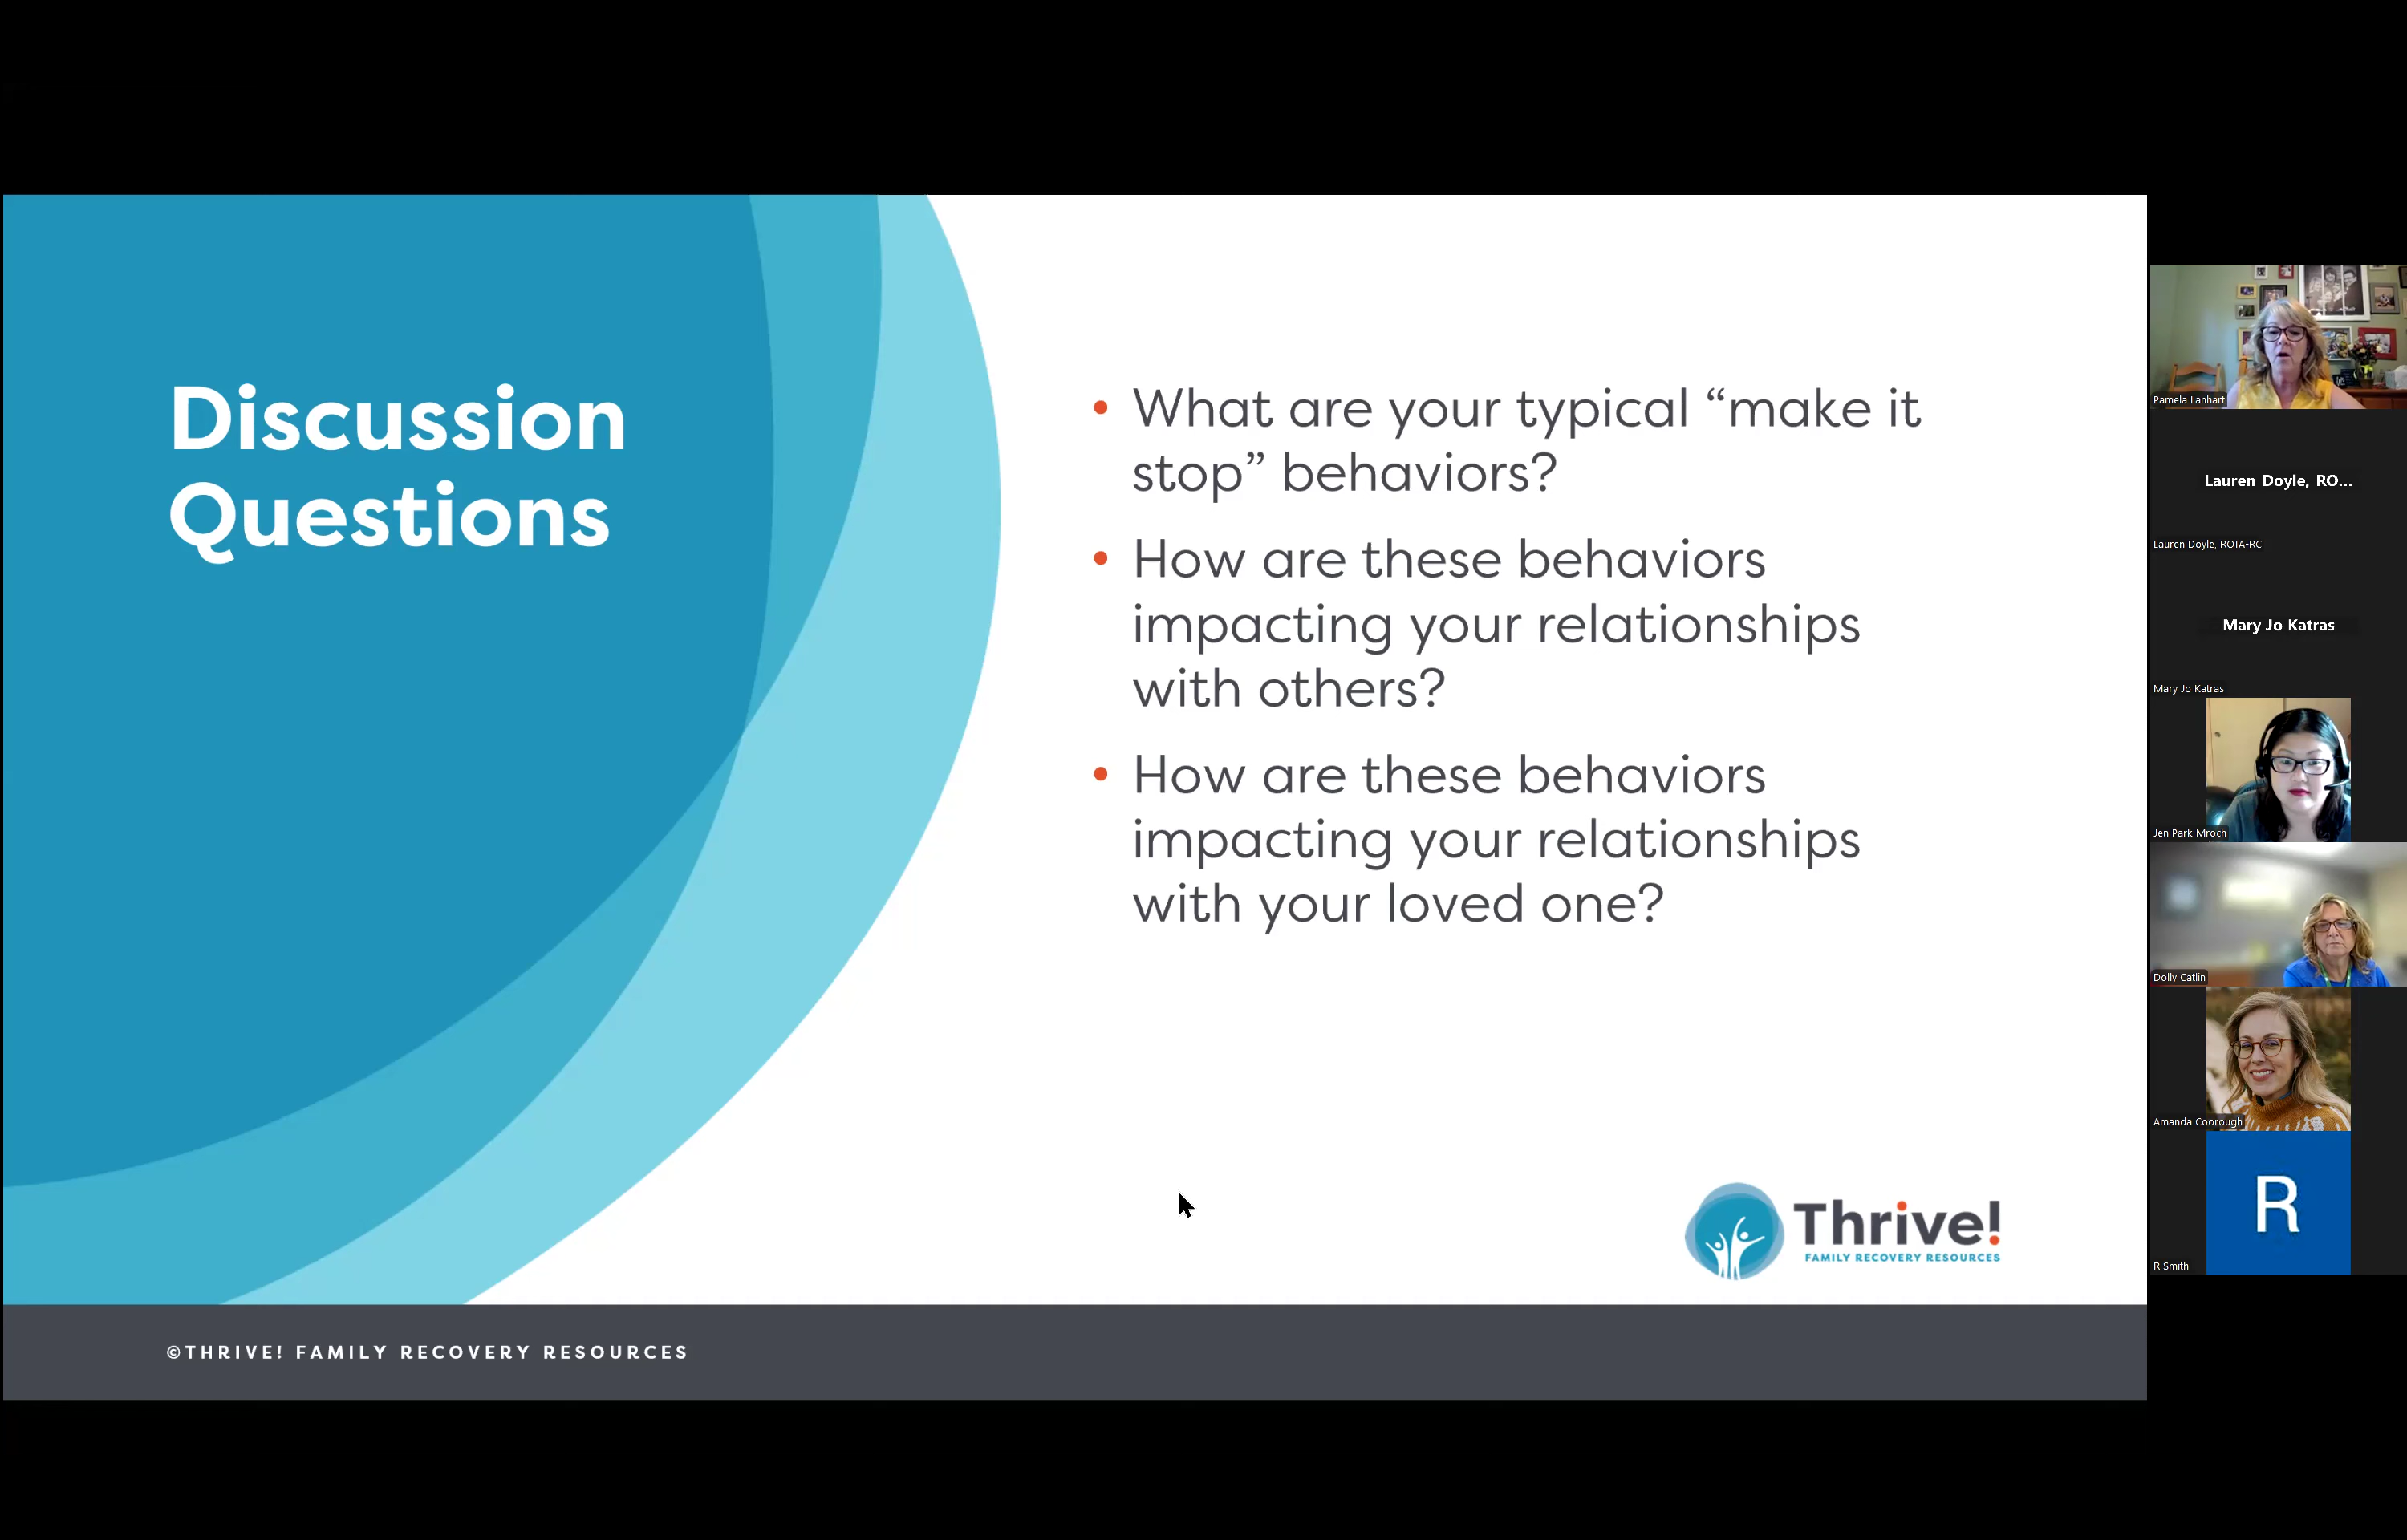 Discussion
Questions
• What are your typical “make it
stop” behaviors?
• How are these behaviors
impacting your relationships
with others?
• How are these behaviors
impacting your relationships
with your loved one?
Thrive!
FAMILY RECOVERY RESOURCES
©THRIVE! FAMILY RECOVERY RESOURCES
Pamela Lanhart
Lauren Doyle, RO...
Lauren Doyle, ROTA-RC
Mary Jo Katras
Mary Jo Katras
Jen Park-Mroch
Dolly Catlin
Amanda Coorough
R
R Smith